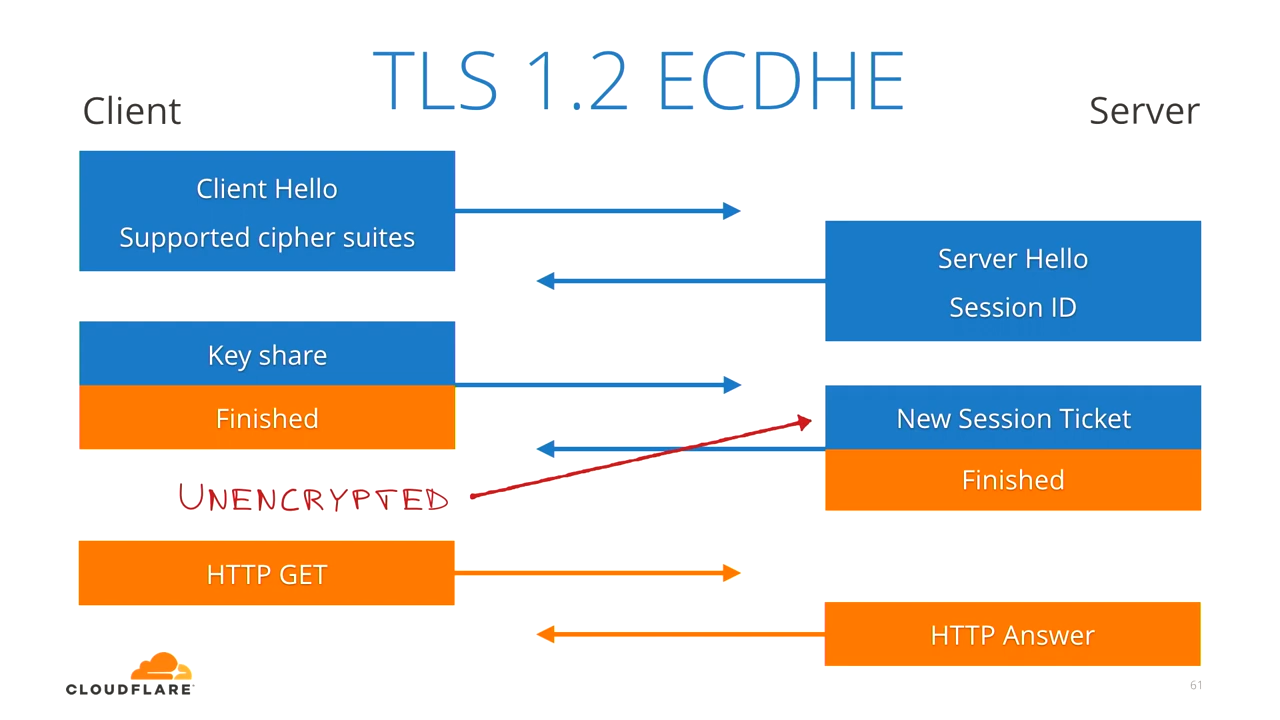 TLS 1.2 ECDHE
Client
Server
Client Hello
Supported cipher suites
Server Hello
Session ID
Key share
Finished
New Session Ticket
Finished
UNENCRYPTED
HTTP GET
HTTP Answer
CLOUDFLARE
61